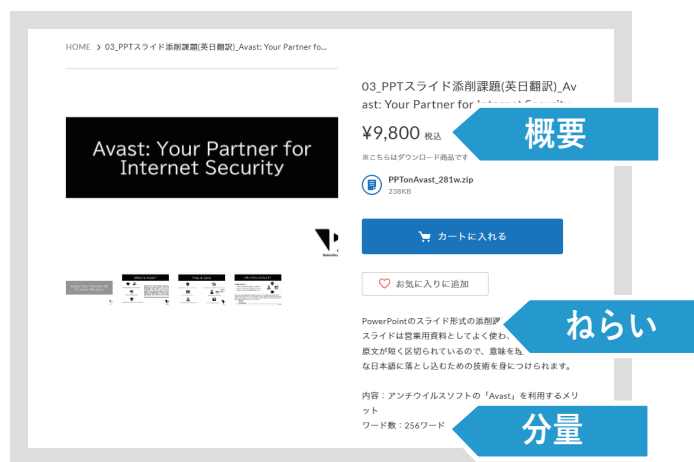 HOME > 03_PPTスライド添削課題(英日翻訳)_Avast: Your Partner fo...
03_PPTスライド添削課題(英日翻訳)_Av
ast: Your Partner for Internet Security
¥9,800 税込
概要
※こちらはダウンロード商品です
PPTonAvast_281w.zip
238KB
Avast: Your Partner for
Internet Security
カートに入れる
お気に入りに追加
PowerPointのスライド形式の添削課
ねらい
スライドは営業用資料としてよく使わ
原文が短く区切られているので、意味を
な日本語に落とし込むための技術を身につけられます。
内容：アンチウイルスソフトの「Avast」を利用するメリ
ット
ワード数：256ワード
分量